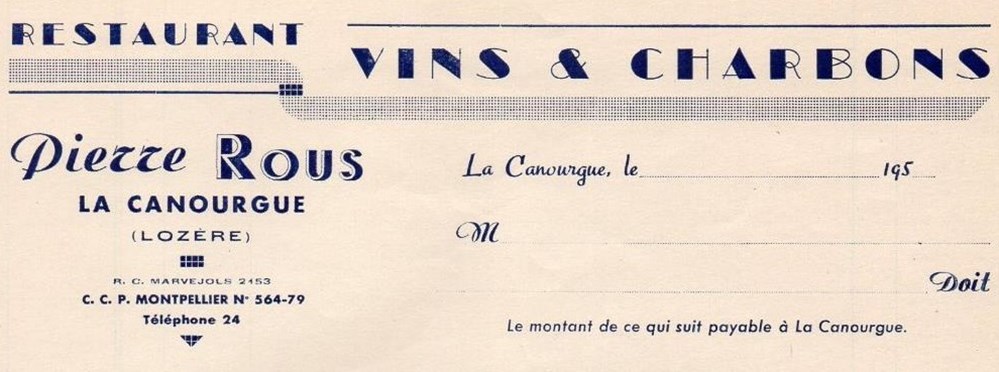 RESTAURANT
VINS & CHARBONS
Pierre ROUS
LA CANOURGUE
(LOZÈRE)
R. C. MARVEJOLS 2153
C. C. P. MONTPELLIER N° 564-79
Téléphone 24
La Canourgue, le 195
M
Doit
Le montant de ce qui suit payable à La Canourgue.